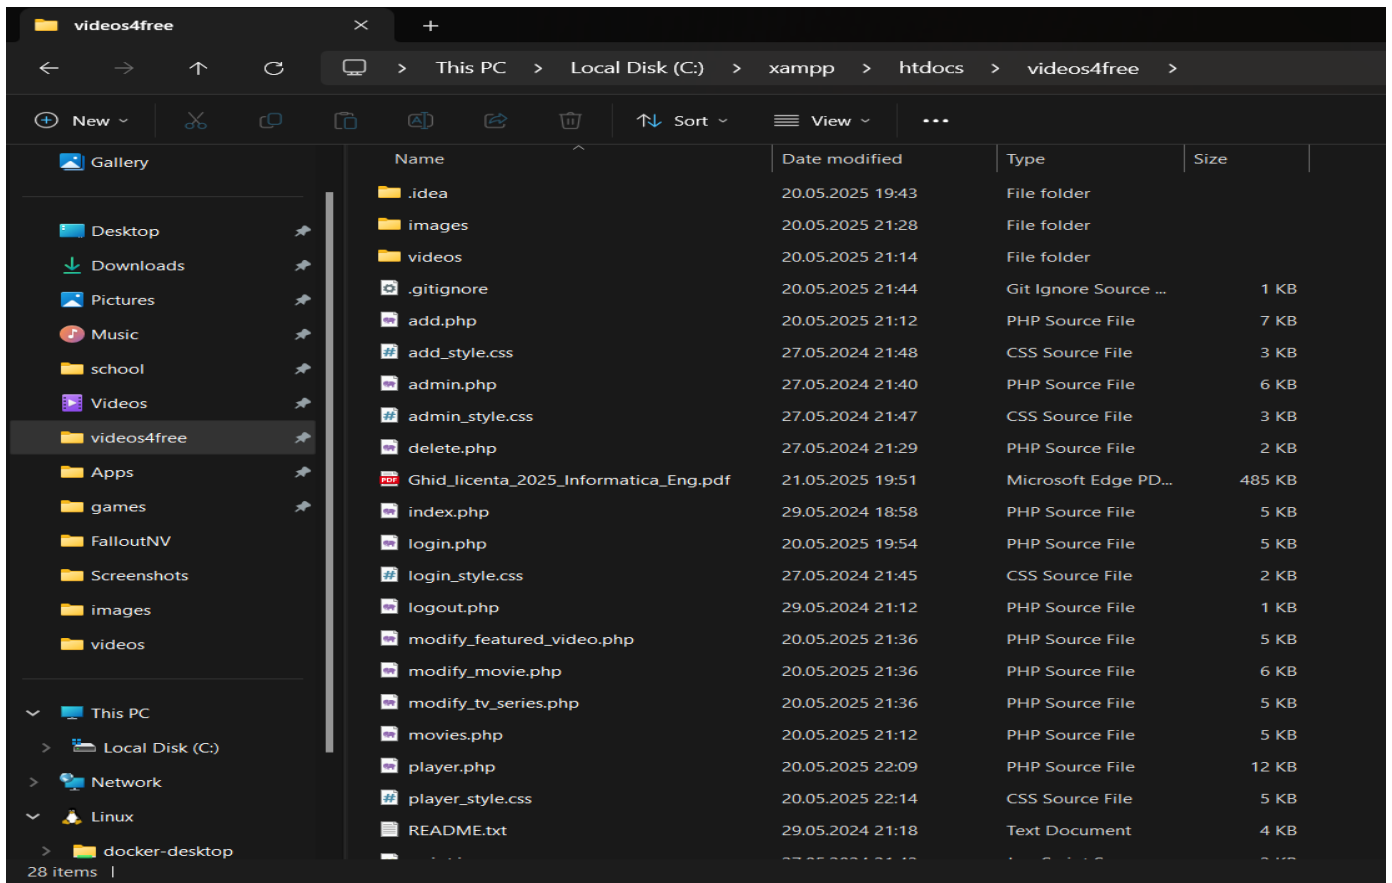 videos4free
This PC > Local Disk (C:) > xampp > htdocs > videos4free >
New Sort View
Gallery
Desktop
Downloads
Pictures
Music
school
Videos
videos4free
Apps
games
FalloutNV
Screenshots
images
videos
This PC
Local Disk (C:)
Network
Linux
docker-desktop
Name Date modified Type Size
.idea 20.05.2025 19:43 File folder
images 20.05.2025 21:28 File folder
videos 20.05.2025 21:14 File folder
.gitignore 20.05.2025 21:44 Git Ignore Source ... 1 KB
add.php 20.05.2025 21:12 PHP Source File 7 KB
add_style.css 27.05.2024 21:48 CSS Source File 3 KB
admin.php 27.05.2024 21:40 PHP Source File 6 KB
admin_style.css 27.05.2024 21:47 CSS Source File 3 KB
delete.php 27.05.2024 21:29 PHP Source File 2 KB
PDF Ghid_licenta_2025_Informatica_Eng.pdf 21.05.2025 19:51 Microsoft Edge PD... 485 KB
index.php 29.05.2024 18:58 PHP Source File 5 KB
login.php 20.05.2025 19:54 PHP Source File 5 KB
login_style.css 27.05.2024 21:45 CSS Source File 2 KB
logout.php 29.05.2024 21:12 PHP Source File 1 KB
modify_featured_video.php 20.05.2025 21:36 PHP Source File 5 KB
modify_movie.php 20.05.2025 21:36 PHP Source File 6 KB
modify_tv_series.php 20.05.2025 21:36 PHP Source File 5 KB
movies.php 20.05.2025 21:12 PHP Source File 5 KB
player.php 20.05.2025 22:09 PHP Source File 12 KB
player_style.css 20.05.2025 22:14 CSS Source File 5 KB
README.txt 29.05.2024 21:18 Text Document 4 KB
28 items